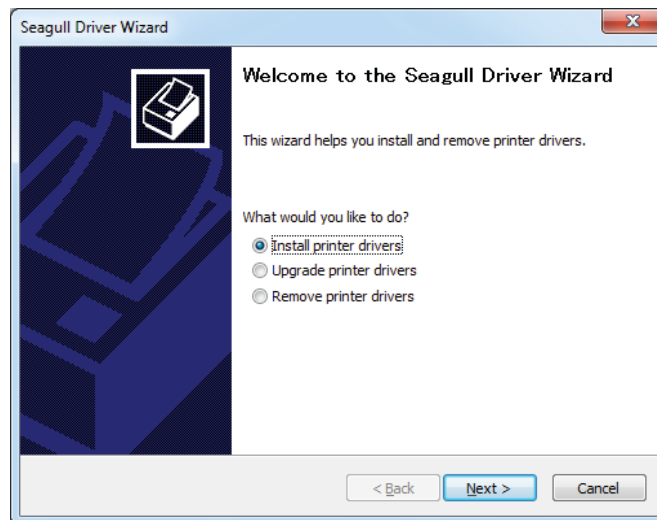 Seagull Driver Wizard
Welcome to the Seagull Driver Wizard
This wizard helps you install and remove printer drivers.
What would you like to do?
Install printer drivers
Upgrade printer drivers
Remove printer drivers
< Back Next > Cancel